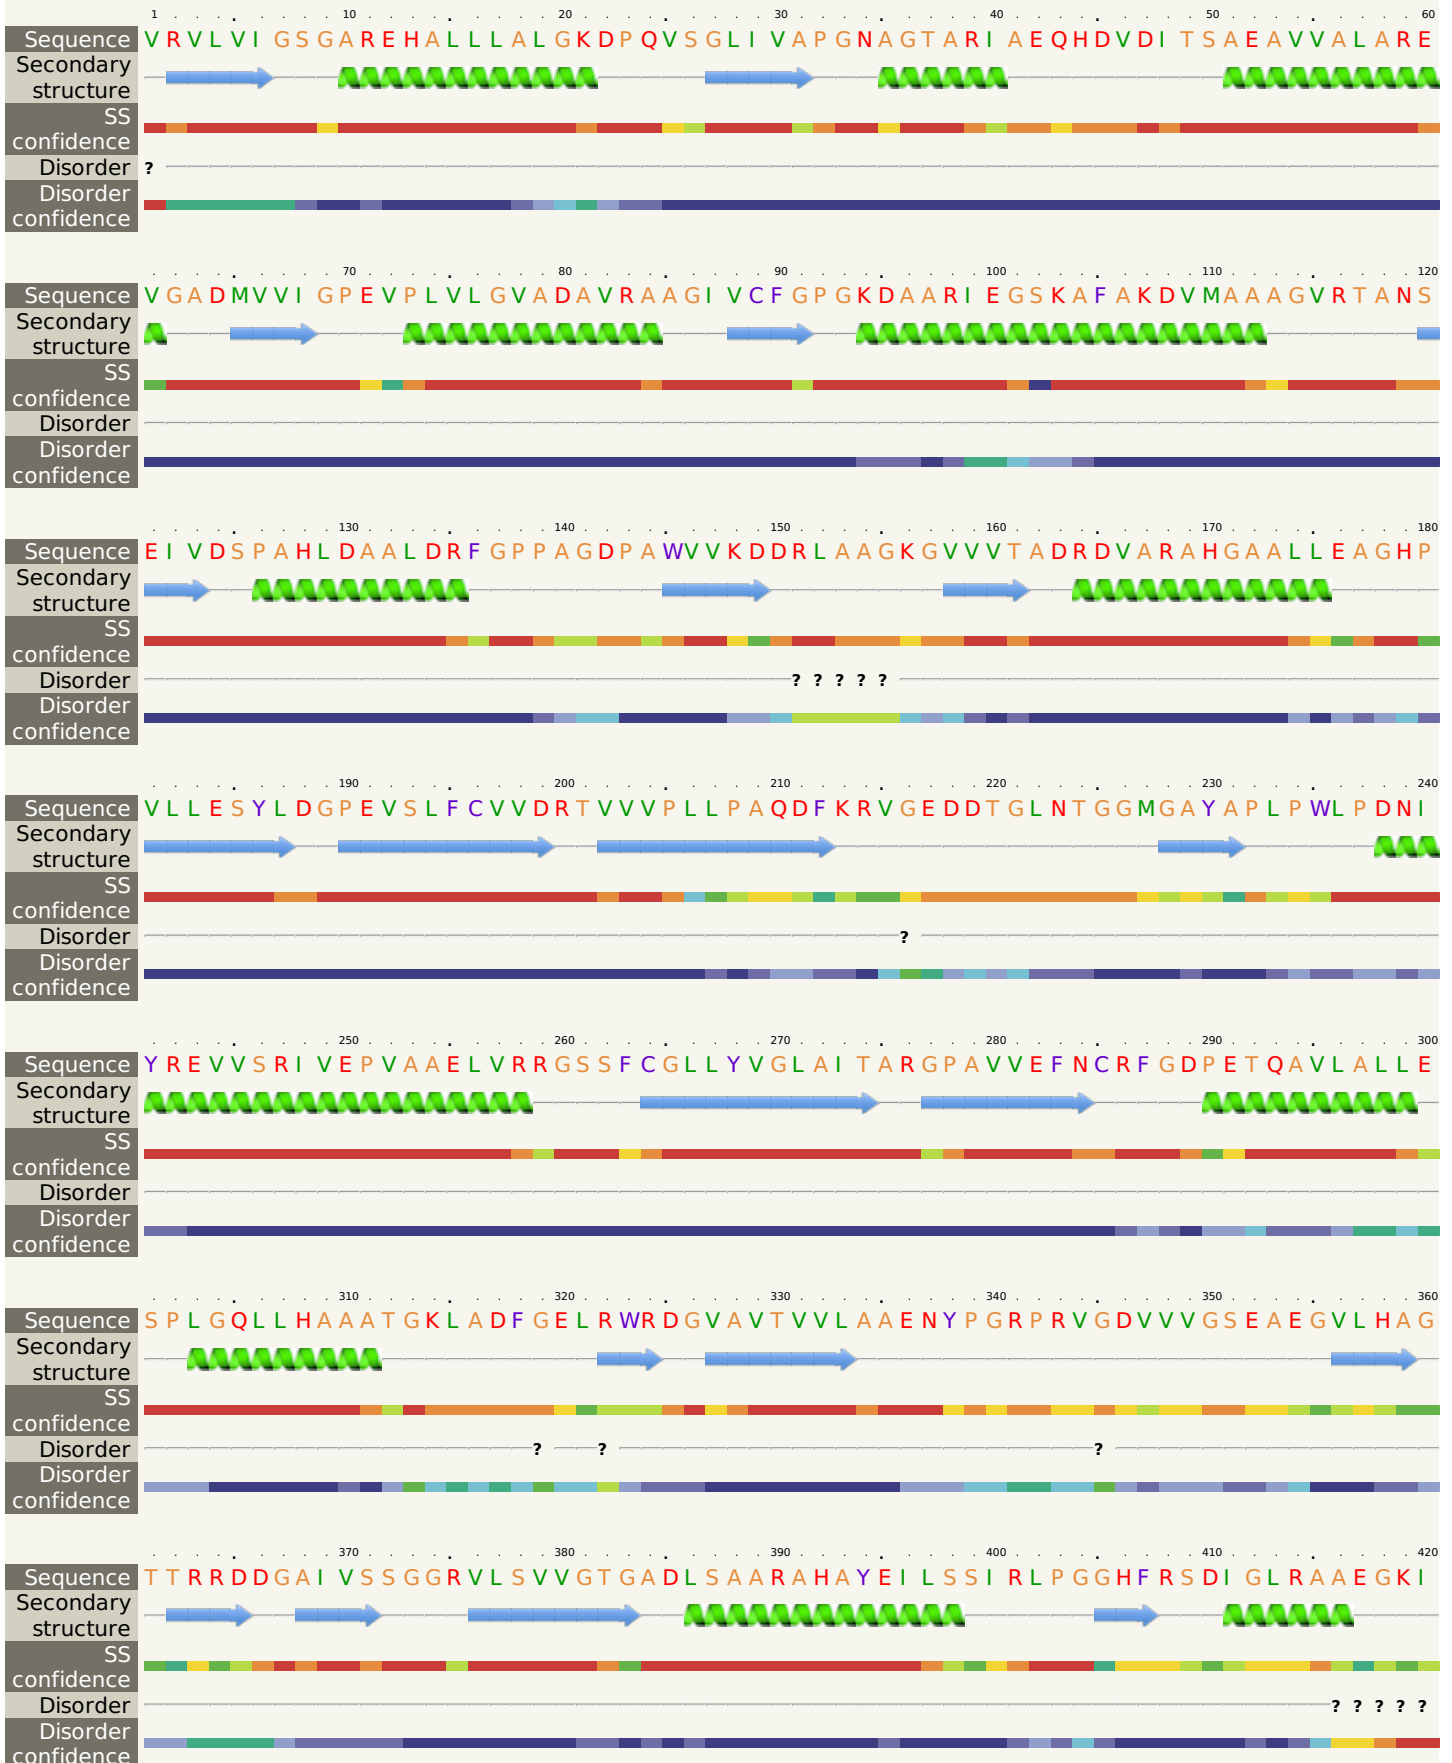 1 10 20 30 40 50 60
Sequence V R V L V I G S G A R E H A L L L A L G K D P Q V S G L I V A P G N A G T A R I A E Q H D V D I T S A E A V V A L A R E
Secondary
structure
SS
confidence
Disorder ?
Disorder
confidence
70 80 90 100 110 120
Sequence V G A D M V V I G P E V P L V L G V A D A V R A A G I V C F G P G K D A A R I E G S K A F A K D V M A A A G V R T A N S
Secondary
structure
SS
confidence
Disorder
Disorder
confidence
130 140 150 160 170 180
Sequence E I V D S P A H L D A A L D R F G P P A G D P A W V V K D D R L A A G K G V V V T A D R D V A R A H G A A L L E A G H P
Secondary
structure
SS
confidence
Disorder ? ? ? ? ?
Disorder
confidence
190 200 210 220 230 240
Sequence V L L E S Y L D G P E V S L F C V V D R T V V V P L L P A Q D F K R V G E D D T G L N T G G M G A Y A P L P W L P D N I
Secondary
structure
SS
confidence
Disorder ?
Disorder
confidence
250 260 270 280 290 300
Sequence Y R E V V S R I V E P V A A E L V R R G S S F C G L L Y V G L A I T A R G P A V V E F N C R F G D P E T Q A V L A L L E
Secondary
structure
SS
confidence
Disorder
Disorder
confidence
310 320 330 340 350 360
Sequence S P L G Q L L H A A A T G K L A D F G E L R W R D G V A V T V V L A A E N Y P G R P R V G D V V V G S E A E G V L H A G
Secondary
structure
SS
confidence
Disorder ? ? ?
Disorder
confidence
370 380 390 400 410 420
Sequence T T R R D D G A I V S S G G R V L S V V G T G A D L S A A R A H A Y E I L S S I R L P G G H F R S D I G L R A A E G K I
Secondary
structure
SS
confidence
Disorder ? ? ? ? ?
Disorder
confidence